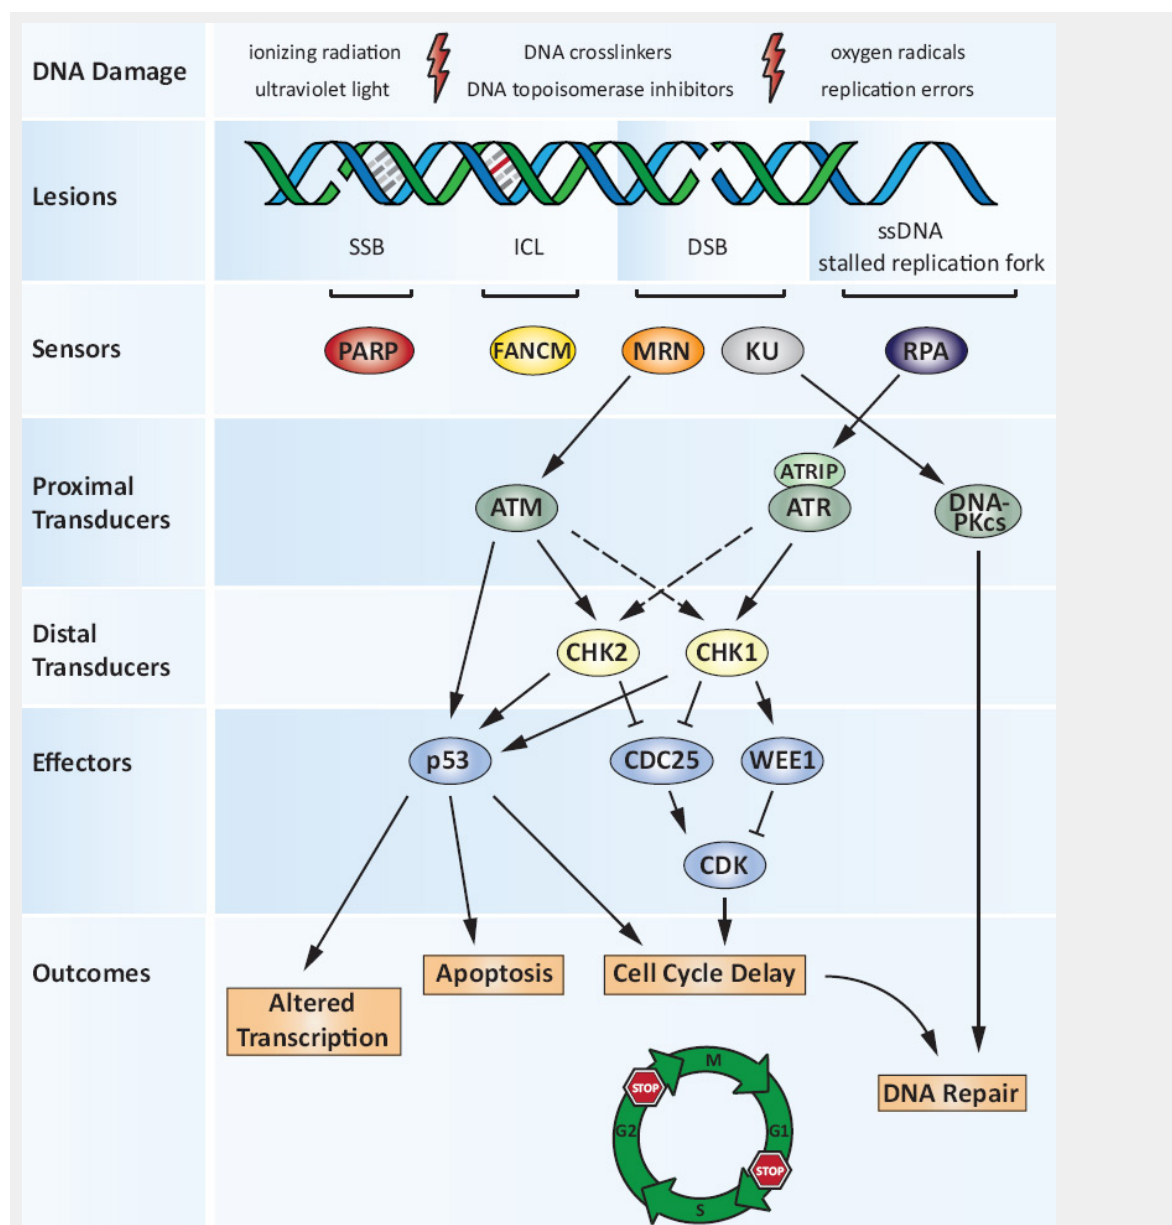 DNA Damage
ionizing radiation
ultraviolet light
DNA crosslinkers
DNA topoisomerase inhibitors
oxygen radicals
replication errors
Lesions
SSB
ICL
DSB
ssDNA
stalled replication fork
Sensors
PARP
FANCM
MRN
KU
RPA
Proximal
Transducers
ATM
ATRIP
ATR
DNA-
PKcs
Distal
Transducers
CHK2
CHK1
Effectors
p53
CDC25
WEE1
CDK
Outcomes
Altered
Transcription
Apoptosis
Cell Cycle Delay
DNA Repair
M
STOP
G2
G1
STOP
S